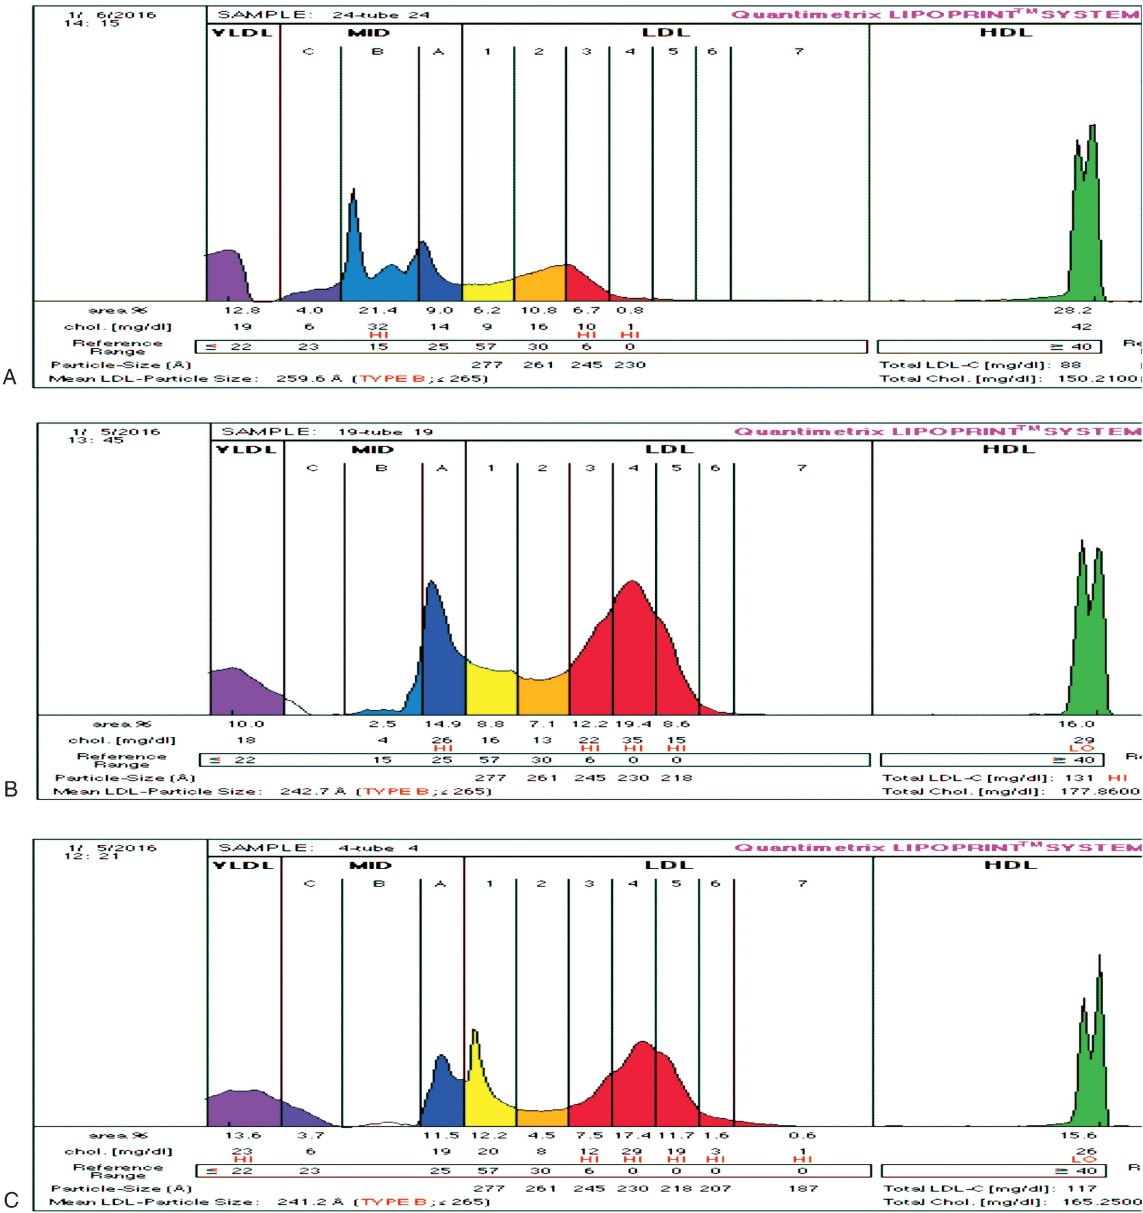 1/ 6/2016 SAMPLE: 24-tube 24 Quantimetrix LIPOPRINT™ SYSTEM
14: 15
VLDL MID LDL HDL
C B A 1 2 3 4 5 6 7
area % 12.8 4.0 21.4 9.0 6.2 10.8 6.7 0.8 28.2
chol. [mg/dl] 19 6 32 14 9 16 10 1 42
HI HI HI
Reference Range ≤ 22 23 15 25 57 30 6 0 ≥ 40
Particle-Size (Å) 277 261 245 230 Total LDL-C [mg/dl]: 88
A
Mean LDL-Particle Size: 259.6 Å (TYPE B; ≤ 265) Total Chol. [mg/dl]: 150.2100
1/ 5/2016 SAMPLE: 19-tube 19 Quantimetrix LIPOPRINT™ SYSTEM
13: 45
VLDL MID LDL HDL
C B A 1 2 3 4 5 6 7
area % 10.0 2.5 14.9 8.8 7.1 12.2 19.4 8.6 16.0
chol. [mg/dl] 18 4 26 16 13 22 35 15 29
HI HI HI HI LO
Reference Range ≤ 22 15 25 57 30 6 0 0 ≥ 40
Particle-Size (Å) 277 261 245 230 218 Total LDL-C [mg/dl]: 131 HI
B
Mean LDL-Particle Size: 242.7 Å (TYPE B; ≤ 265) Total Chol. [mg/dl]: 177.8600
1/ 5/2016 SAMPLE: 4-tube 4 Quantimetrix LIPOPRINT™ SYSTEM
12: 21
VLDL MID LDL HDL
C B A 1 2 3 4 5 6 7
area % 13.6 3.7 11.5 12.2 4.5 7.5 17.4 11.7 1.6 0.6 15.6
chol. [mg/dl] 23 6 19 20 8 12 29 19 3 1 26
HI HI HI HI HI HI LO
Reference Range ≤ 22 23 25 57 30 6 0 0 0 0 ≥ 40
Particle-Size (Å) 277 261 245 230 218 207 187 Total LDL-C [mg/dl]: 117
C
Mean LDL-Particle Size: 241.2 Å (TYPE B; ≤ 265) Total Chol. [mg/dl]: 165.2500